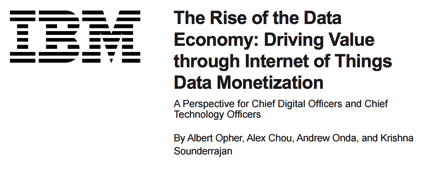 IBM
The Rise of the Data
Economy: Driving Value
through Internet of Things
Data Monetization
A Perspective for Chief Digital Officers and Chief
Technology Officers
By Albert Opher, Alex Chou, Andrew Onda, and Krishna
Sounderrajan